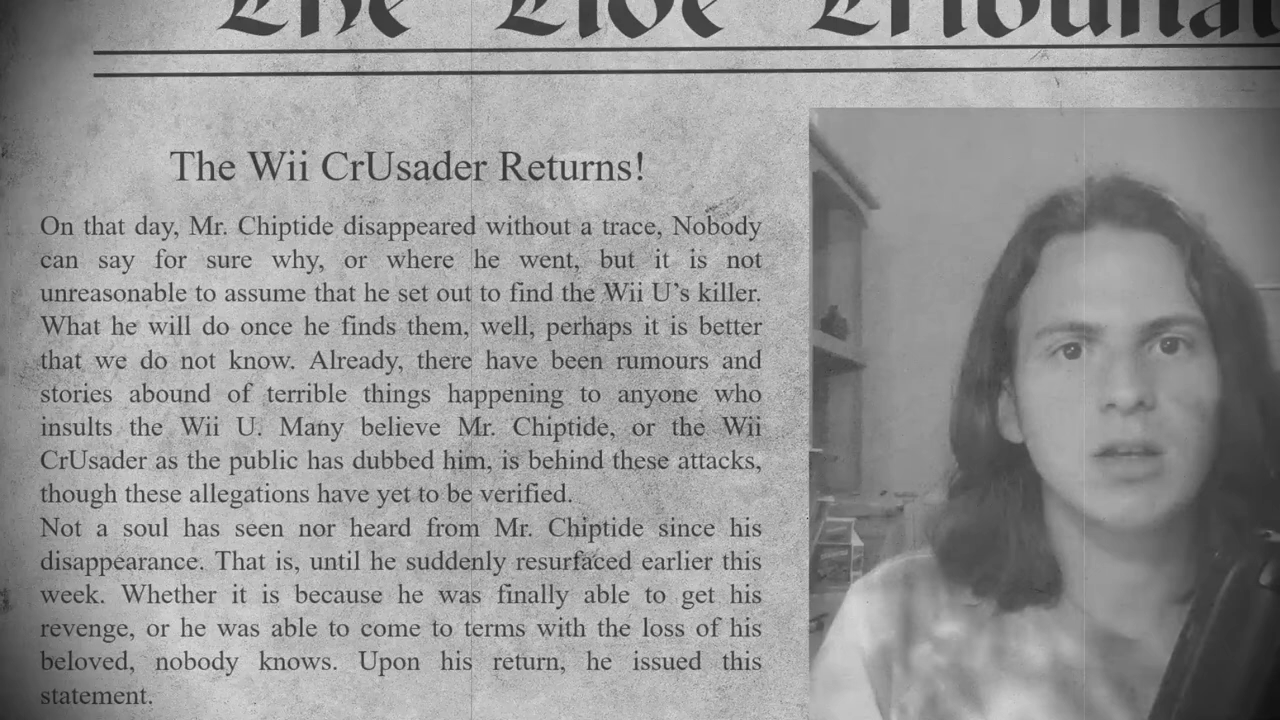 The Tide Tribunal
The Wii CrUsader Returns!
On that day, Mr. Chiptide disappeared without a trace, Nobody
can say for sure why, or where he went, but it is not
unreasonable to assume that he set out to find the Wii U’s killer.
What he will do once he finds them, well, perhaps it is better
that we do not know. Already, there have been rumours and
stories abound of terrible things happening to anyone who
insults the Wii U. Many believe Mr. Chiptide, or the Wii
CrUsader as the public has dubbed him, is behind these attacks,
though these allegations have yet to be verified.
Not a soul has seen nor heard from Mr. Chiptide since his
disappearance. That is, until he suddenly resurfaced earlier this
week. Whether it is because he was finally able to get his
revenge, or he was able to come to terms with the loss of his
beloved, nobody knows. Upon his return, he issued this
statement.